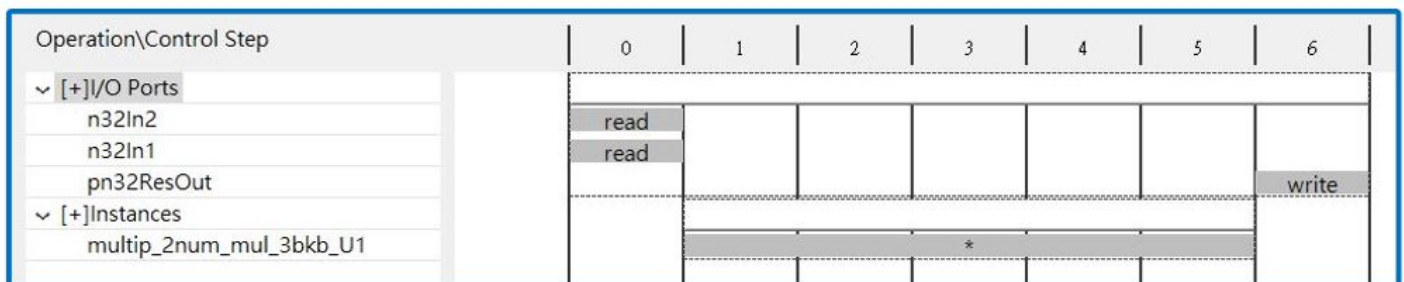 Operation\Control Step 0 1 2 3 4 5 6
[+]I/O Ports
n32In2 read
n32In1 read
pn32ResOut write
[+]Instances
multip_2num_mul_3bkb_U1 *